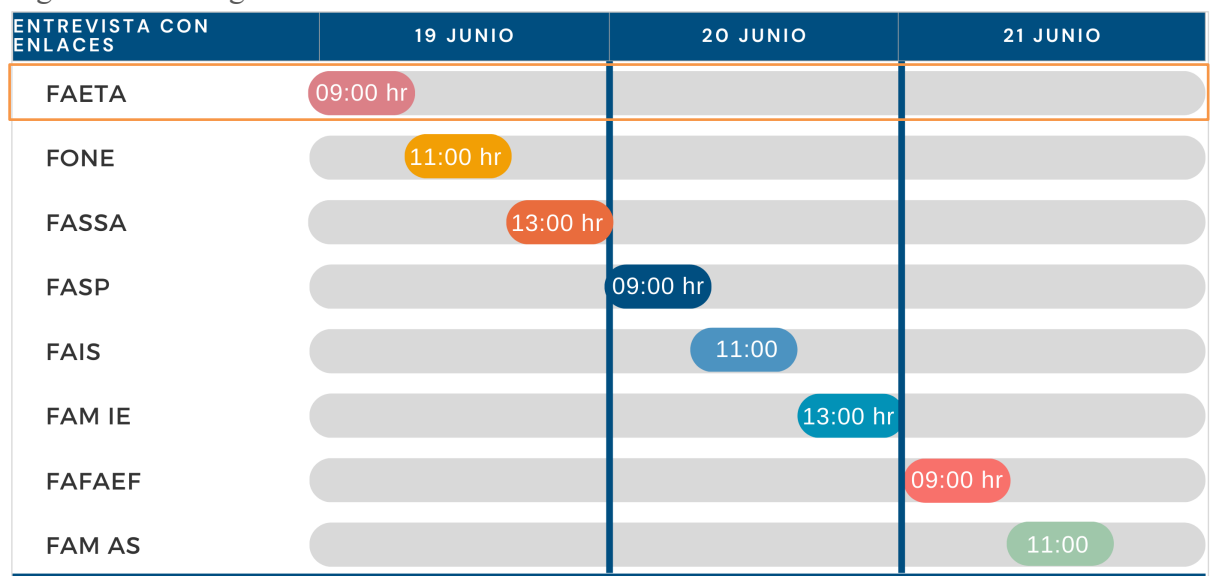 ENTREVISTA CON
ENLACES
19 JUNIO
20 JUNIO
21 JUNIO
FAETA
09:00 hr
FONE
11:00 hr
FASSA
13:00 hr
FASP
09:00 hr
FAIS
11:00
FAM IE
13:00 hr
FAFAEF
09:00 hr
FAM AS
11:00